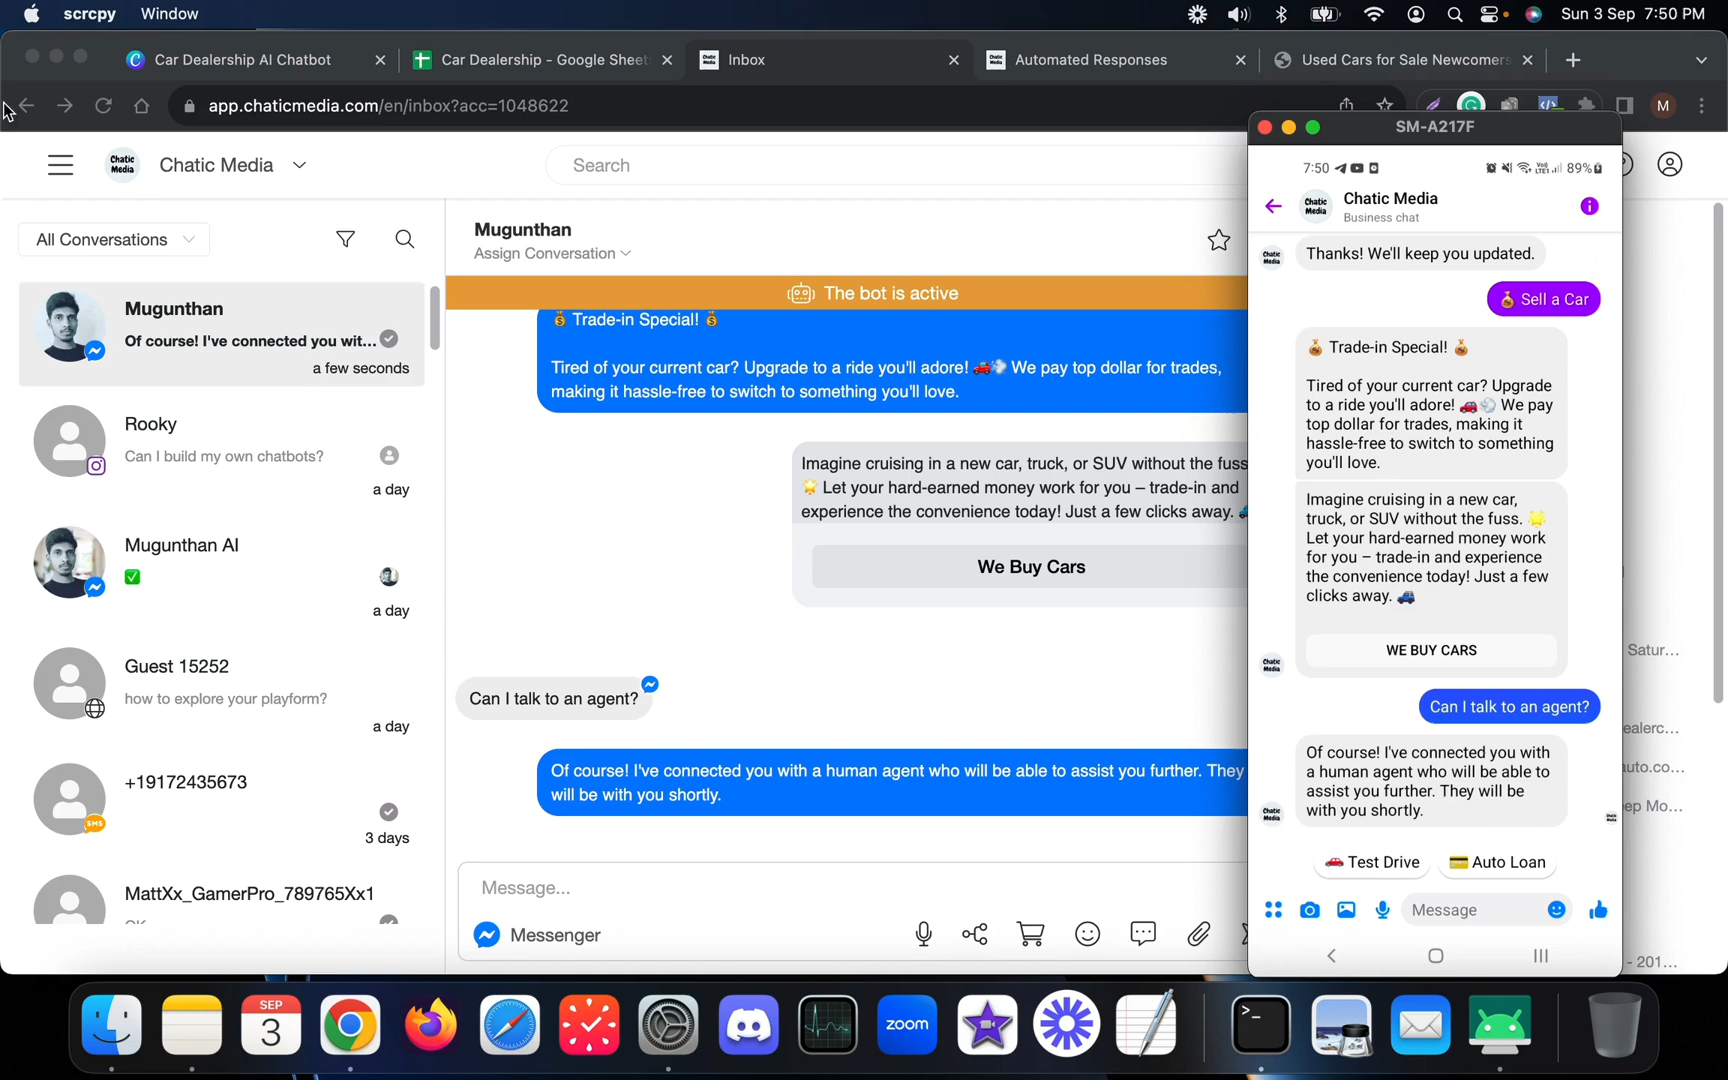 scrcpy Window
Sun 3 Sep 7:50 PM
Car Dealership AI Chatbot
Car Dealership - Google Sheet
Inbox
Automated Responses
Used Cars for Sale Newcomers
app.chaticmedia.com/en/inbox?acc=1048622
M
Chatic Media
Chatic Media
Search
All Conversations
Mugunthan
Of course! I've connected you wit...
a few seconds
Rooky
Can I build my own chatbots?
a day
Mugunthan AI
a day
Guest 15252
how to explore your playform?
a day
+19172435673
SMS
3 days
MattXx_GamerPro_789765Xx1
Mugunthan
Assign Conversation
The bot is active
💰 Trade-in Special! 💰
Tired of your current car? Upgrade to a ride you'll adore! 🚗💨 We pay top dollar for trades,
making it hassle-free to switch to something you'll love.
Imagine cruising in a new car, truck, or SUV without the fuss
🌟 Let your hard-earned money work for you – trade-in and
experience the convenience today! Just a few clicks away.
We Buy Cars
Can I talk to an agent?
Of course! I've connected you with a human agent who will be able to assist you further. They
will be with you shortly.
Message...
Messenger
SM-A217F
7:50
89%
Chatic Media
Business chat
Thanks! We'll keep you updated.
💰 Sell a Car
💰 Trade-in Special! 💰
Tired of your current car? Upgrade
to a ride you'll adore! 🚗💨 We pay
top dollar for trades, making it
hassle-free to switch to something
you'll love.
Imagine cruising in a new car,
truck, or SUV without the fuss. 🌟
Let your hard-earned money work
for you – trade-in and experience
the convenience today! Just a few
clicks away. 🚙
WE BUY CARS
Can I talk to an agent?
Of course! I've connected you with
a human agent who will be able to
assist you further. They will be
with you shortly.
🚗 Test Drive
💳 Auto Loan
Message
Satur...
ealerc...
uto.co...
ep Mo...
- 201...
SEP
3
zoom